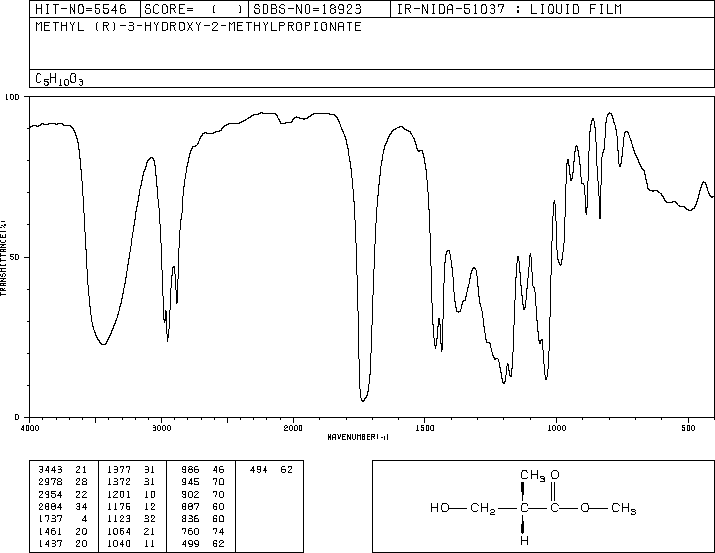 HIT-NO=5546 SCORE= ( ) SDBS-NO=18923 IR-NIDA-51037 : LIQUID FILM
METHYL (R)-3-HYDROXY-2-METHYLPROPIONATE
C5H10O3
100
50
0
TRANSMITTANCE(%)
4000 3000 2000 1500 1000 500
WAVENUMBER(-1)
3443 21 1377 31 986 46 494 62
2978 28 1372 31 945 70
2954 22 1201 10 902 70
2884 34 1176 12 887 60
1737 4 1123 32 836 60
1461 20 1064 21 760 74
1437 20 1040 11 499 62
CH3 O
HO CH2 C C O CH3
H